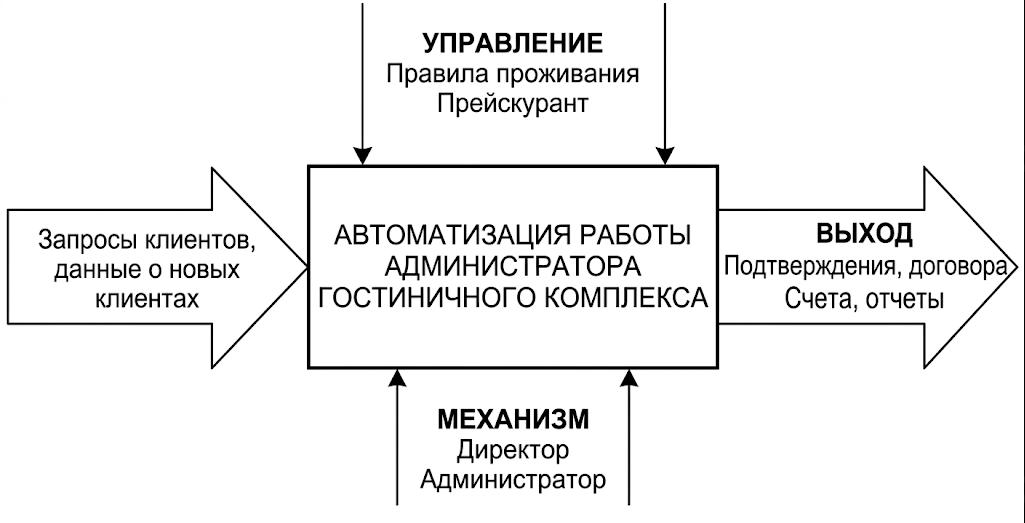 УПРАВЛЕНИЕ
Правила проживания
Прейскурант
Запросы клиентов,
данные о новых
клиентах
АВТОМАТИЗАЦИЯ РАБОТЫ
АДМИНИСТРАТОРА
ГОСТИНИЧНОГО КОМПЛЕКСА
ВЫХОД
Подтверждения, договора
Счета, отчеты
МЕХАНИЗМ
Директор
Администратор